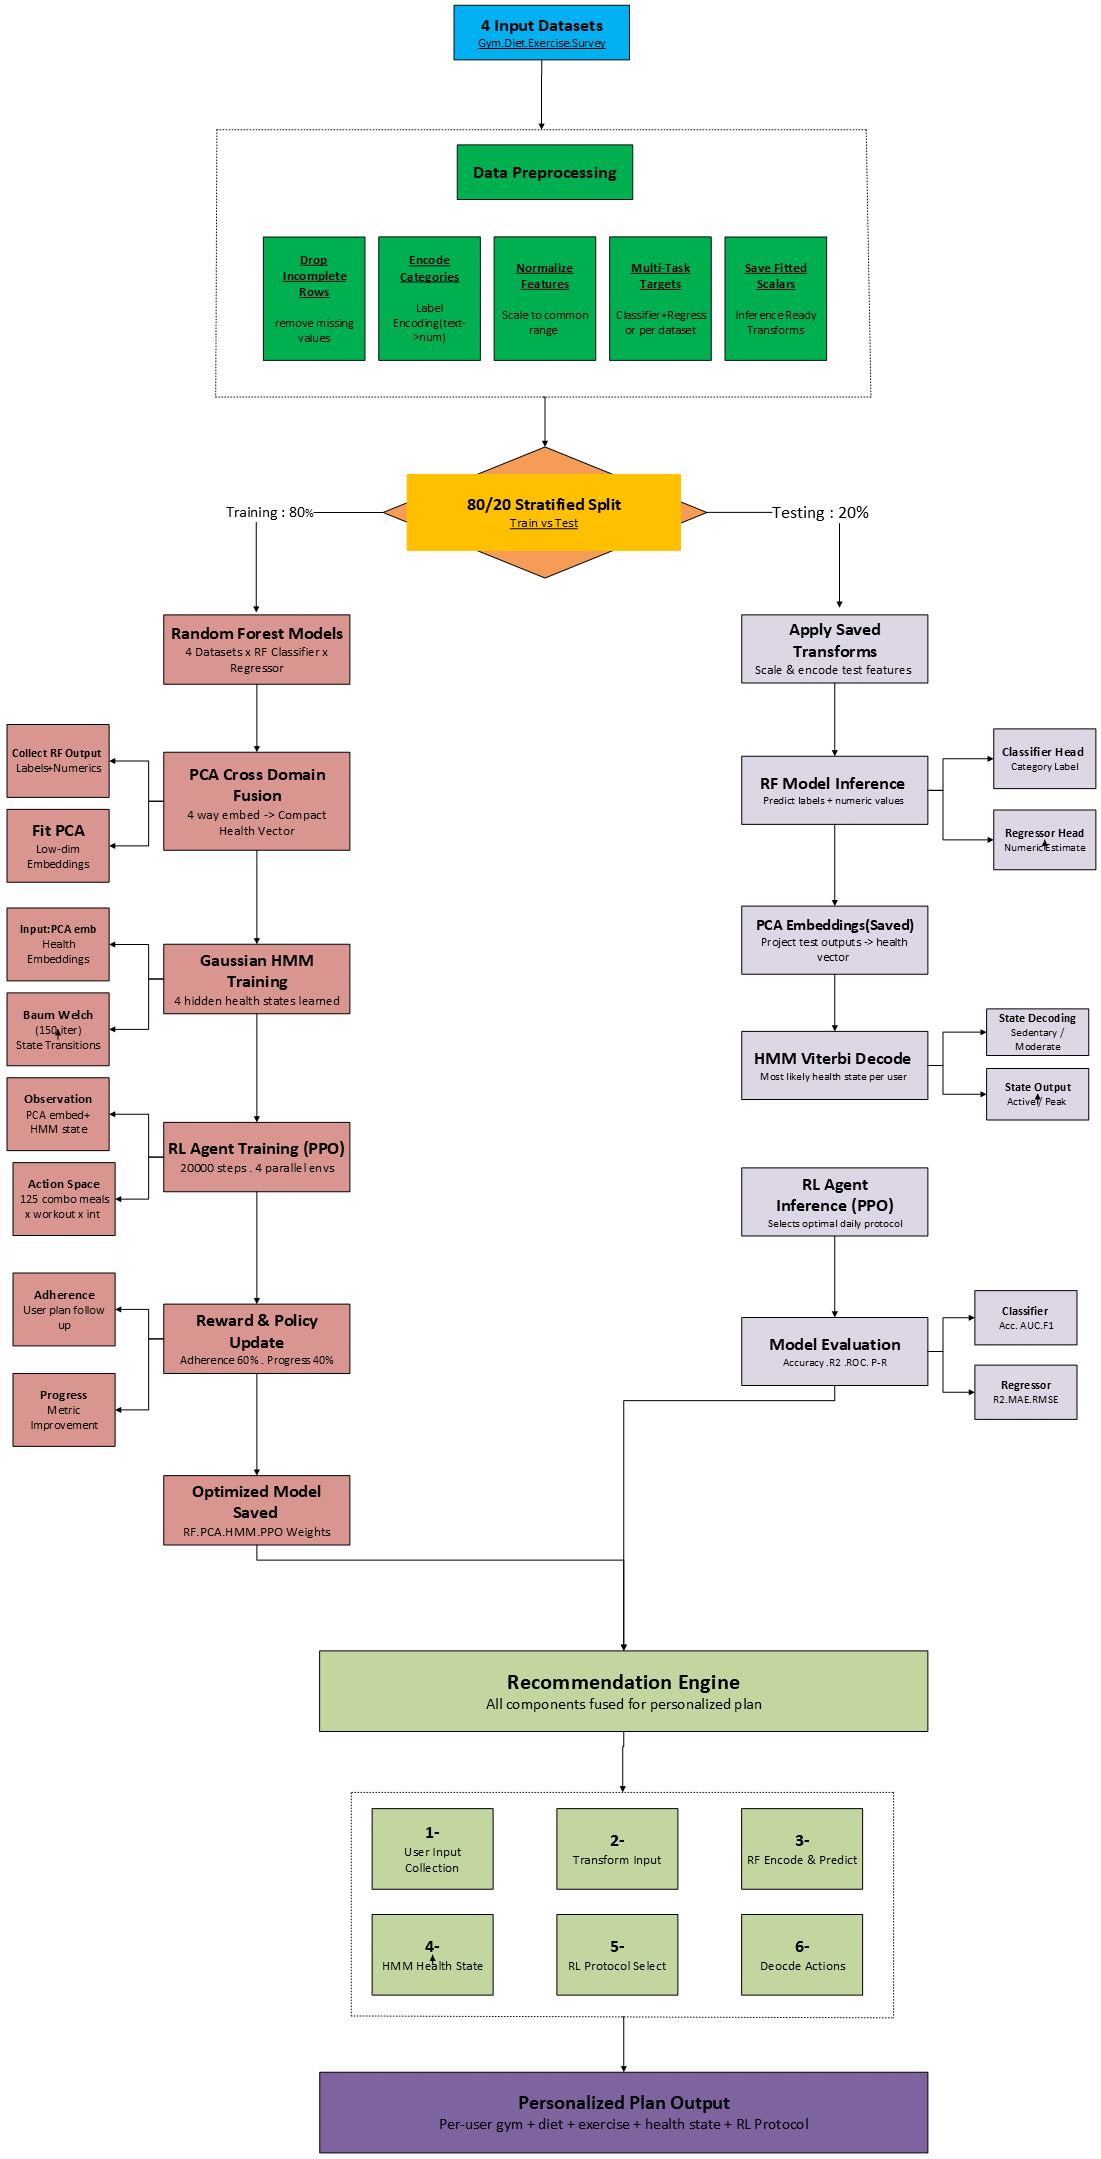 4 Input Datasets
Gym.Diet.Exercise.Survey
Data Preprocessing
Drop
Incomplete
Rows
remove missing
values
Encode
Categories
Label
Encoding(text-
>num)
Normalize
Features
Scale to common
range
Multi-Task
Targets
Classifier+Regress
or per dataset
Save Fitted
Scalars
Inference Ready
Transforms
80/20 Stratified Split
Train vs Test
Training : 80%
Testing : 20%
Random Forest Models
4 Datasets x RF Classifier x
Regressor
Collect RF Output
Labels+Numerics
Fit PCA
Low-dim
Embeddings
PCA Cross Domain
Fusion
4 way embed -> Compact
Health Vector
Input:PCA emb
Health
Embeddings
Baum Welch
(150 iter)
State Transitions
Gaussian HMM
Training
4 hidden health states learned
Observation
PCA embed+
HMM state
Action Space
125 combo meals
x workout x int
RL Agent Training (PPO)
20000 steps . 4 parallel envs
Adherence
User plan follow
up
Progress
Metric
Improvement
Reward & Policy
Update
Adherence 60% . Progress 40%
Optimized Model
Saved
RF.PCA.HMM.PPO Weights
Apply Saved
Transforms
Scale & encode test features
RF Model Inference
Predict labels + numeric values
Classifier Head
Category Label
Regressor Head
Numeric Estimate
PCA Embeddings(Saved)
Project test outputs -> health
vector
HMM Viterbi Decode
Most likely health state per user
State Decoding
Sedentary /
Moderate
State Output
Active / Peak
RL Agent
Inference (PPO)
Selects optimal daily protocol
Model Evaluation
Accuracy .R2 .ROC. P-R
Classifier
Acc. AUC.F1
Regressor
R2.MAE.RMSE
Recommendation Engine
All components fused for personalized plan
1-
User Input
Collection
2-
Transform Input
3-
RF Encode & Predict
4-
HMM Health State
5-
RL Protocol Select
6-
Deocde Actions
Personalized Plan Output
Per-user gym + diet + exercise + health state + RL Protocol